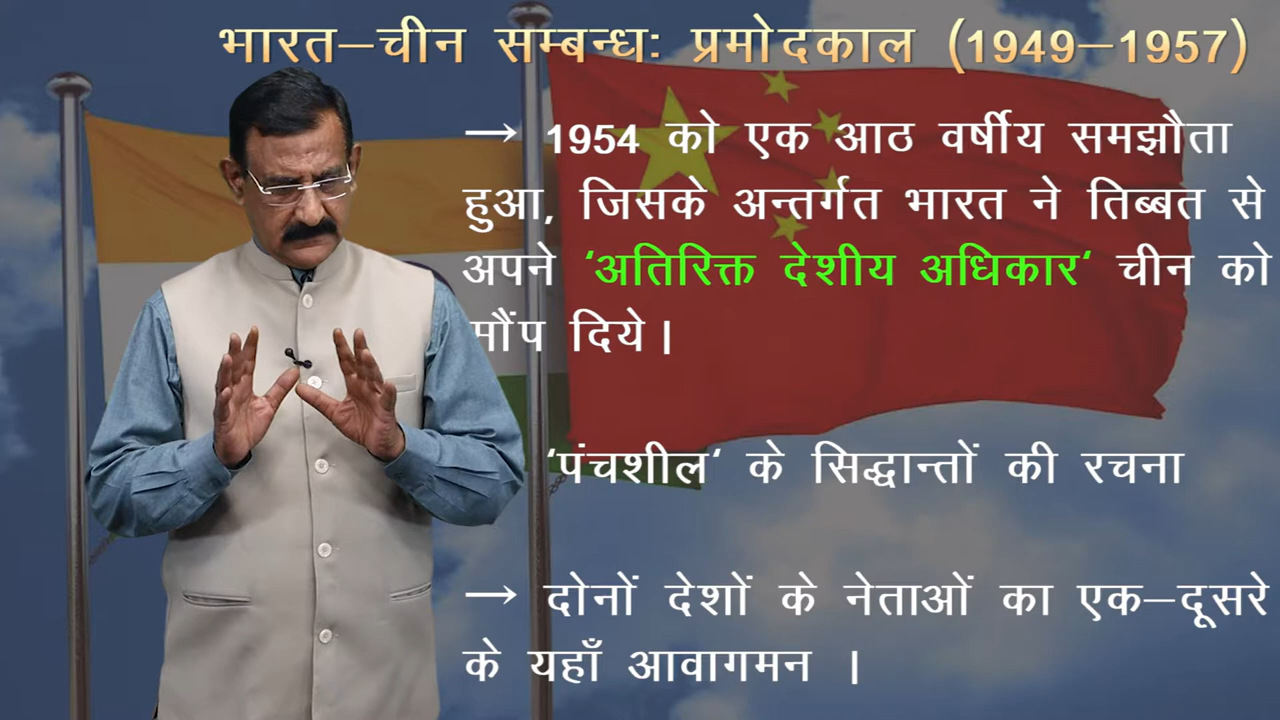 भारत–चीन सम्बन्धः प्रमोदकाल (1949–1957)
→ 1954 को एक आठ वर्षीय समझौता
हुआ, जिसके अन्तर्गत भारत ने तिब्बत से
अपने ‘अतिरिक्त देशीय अधिकार‘ चीन को
सौंप दिये।
‘पंचशील’ के सिद्धान्तों की रचना
→ दोनों देशों के नेताओं का एक–दूसरे
के यहाँ आवागमन ।